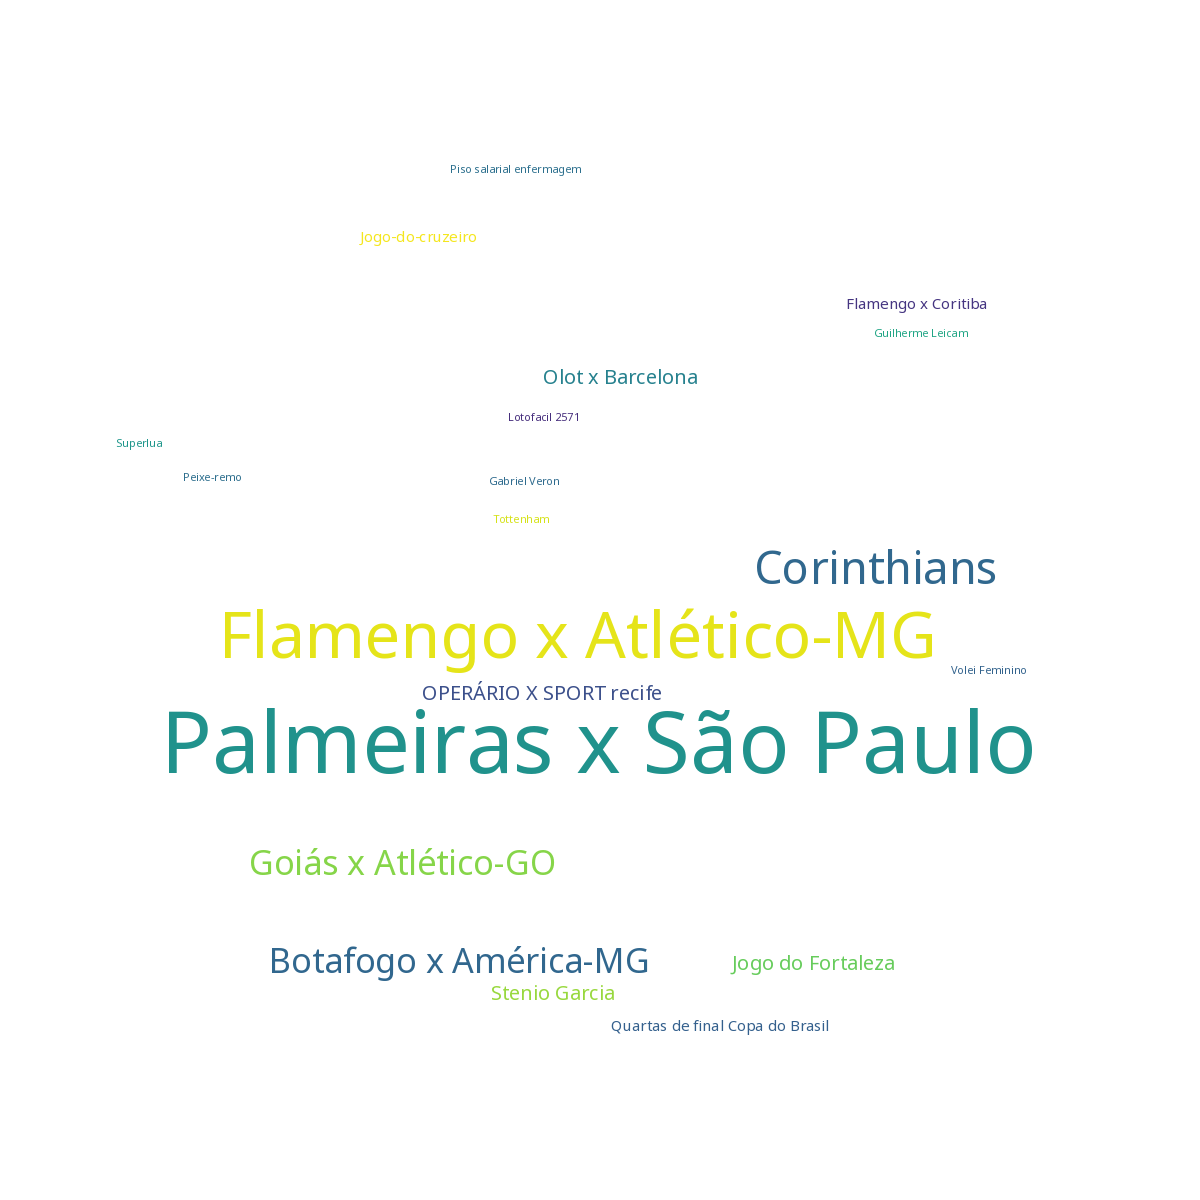 Piso salarial enfermagem
Jogo-do-cruzeiro
Flamengo x Coritiba
Guilherme Leicam
Olot x Barcelona
Lotofacil 2571
Superlua
Peixe-remo
Gabriel Veron
Tottenham
Corinthians
Flamengo x Atlético-MG
Volei Feminino
OPERÁRIO X SPORT recife
Palmeiras x São Paulo
Goiás x Atlético-GO
Botafogo x América-MG
Jogo do Fortaleza
Stenio Garcia
Quartas de final Copa do Brasil